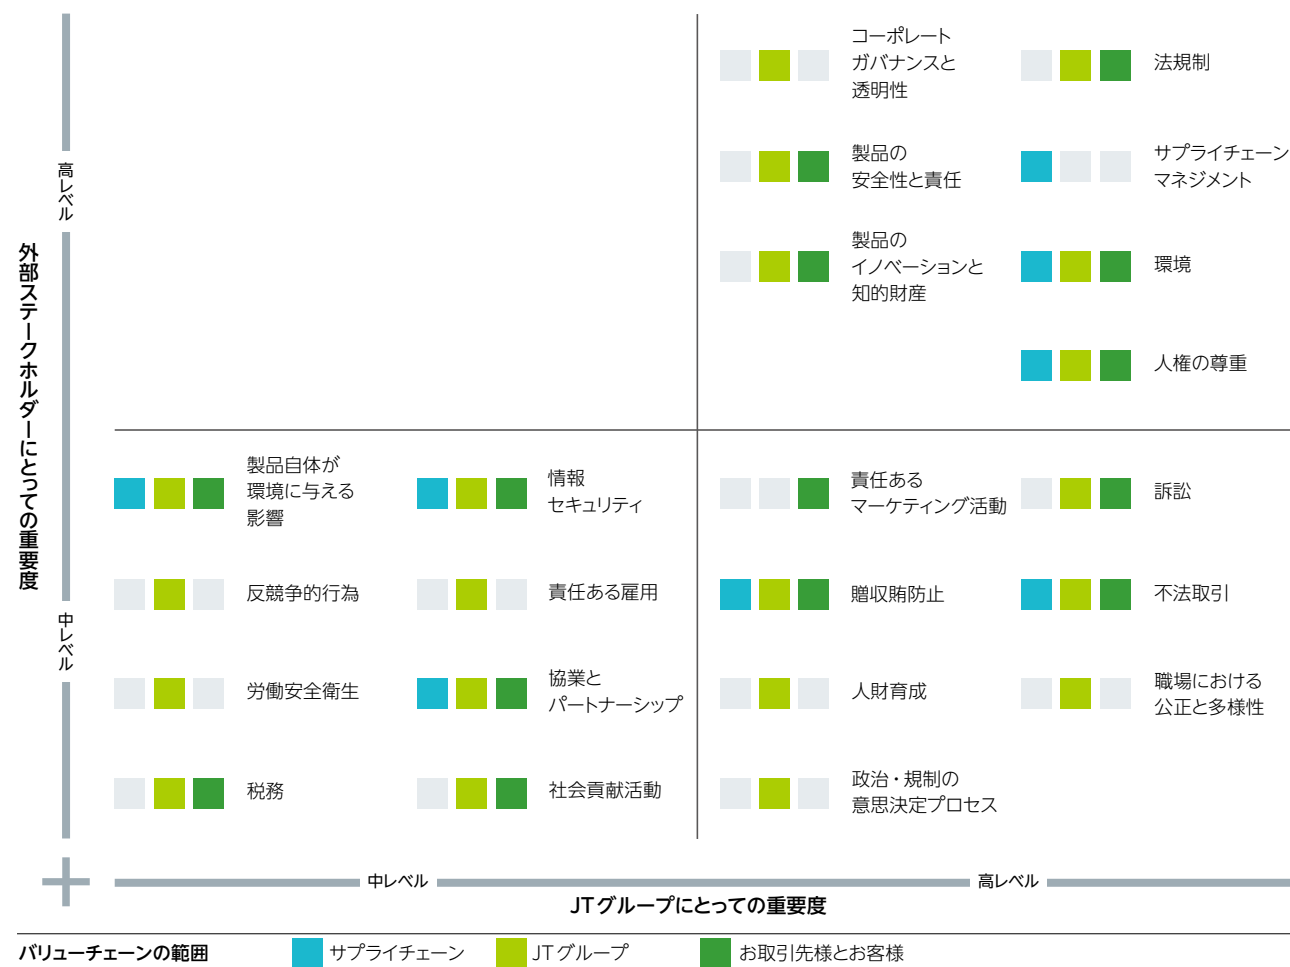 コーポレート
ガバナンスと
透明性
法規制
製品の
安全性と責任
サプライチェーン
マネジメント
製品の
イノベーションと
知的財産
環境
人権の尊重
高レベル
外部ステークホルダーにとっての重要度
中レベル
製品自体が
環境に与える
影響
情報
セキュリティ
責任ある
マーケティング活動
訴訟
反競争的行為
責任ある雇用
贈収賄防止
不法取引
労働安全衛生
協業と
パートナーシップ
人財育成
職場における
公正と多様性
税務
社会貢献活動
政治・規制の
意思決定プロセス
中レベル
高レベル
JTグループにとっての重要度
バリューチェーンの範囲
サプライチェーン
JTグループ
お取引先様とお客様